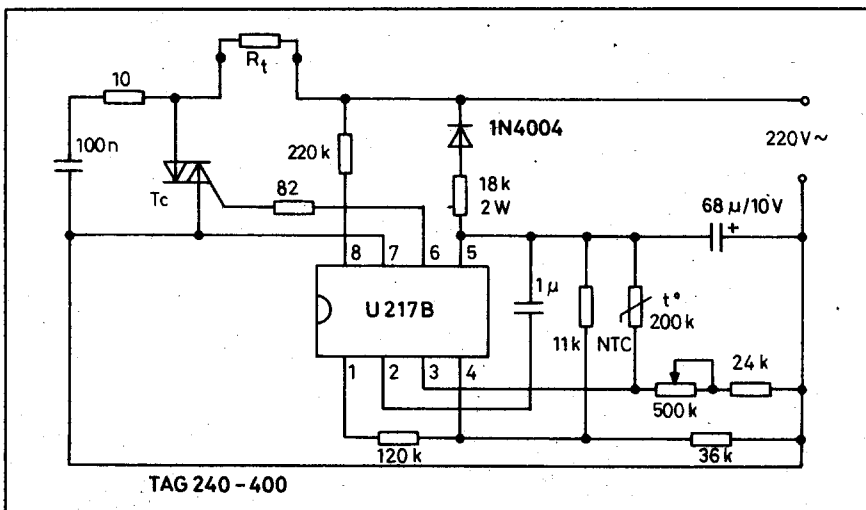 Rt
10
1N4004
220V~
100n
220k
18k
2W
Tc
82
68µ/10V
8
7
6
5
1µ
U217B
t°
200k
11k
NTC
24k
1
2
3
4
500k
120k
36k
TAG 240-400